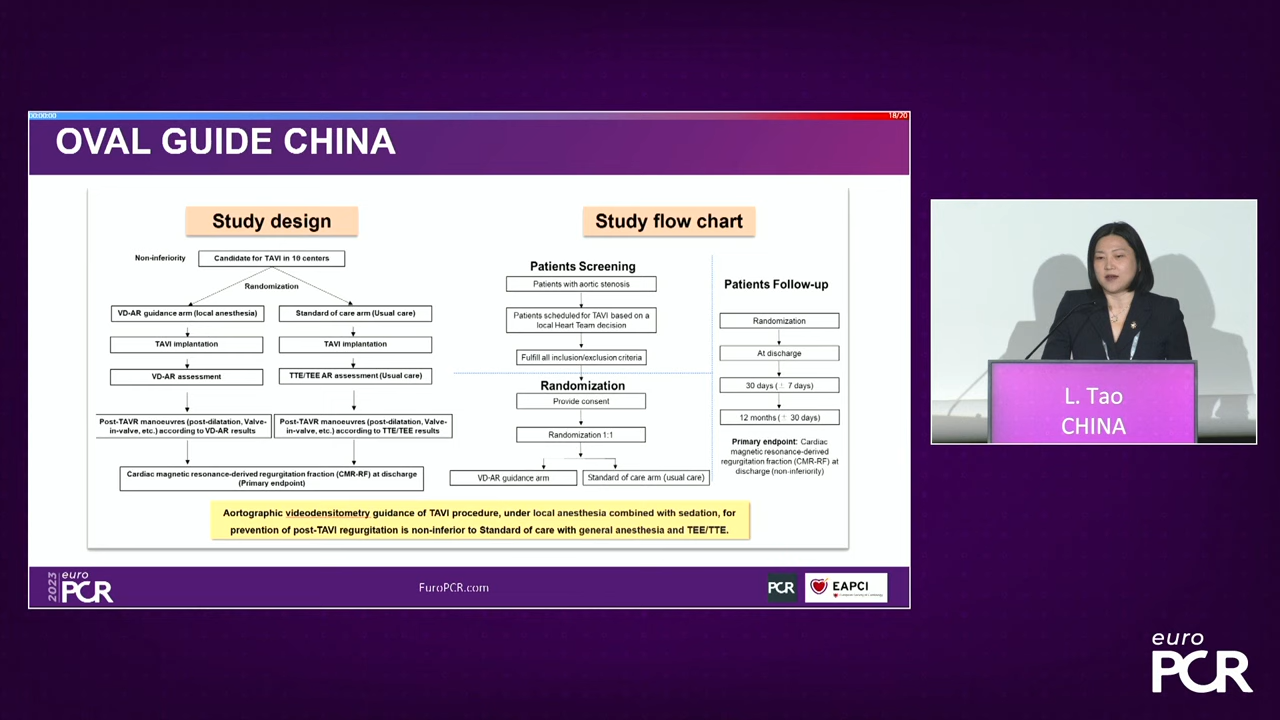 00:00:00
18/20
OVAL GUIDE CHINA
Study design
Non-inferiority
Candidate for TAVI in 10 centers
Randomization
VD-AR guidance arm (local anesthesia)
Standard of care arm (Usual care)
TAVI implantation
TAVI implantation
VD-AR assessment
TTE/TEE AR assessment (Usual care)
Post-TAVR manoeuvres (post-dilatation, Valve-
in-valve, etc.) according to VD-AR results
Post-TAVR manoeuvres (post-dilatation, Valve-
in-valve, etc.) according to TTE/TEE results
Cardiac magnetic resonance-derived regurgitation fraction (CMR-RF) at discharge
(Primary endpoint)
Study flow chart
Patients Screening
Patients with aortic stenosis
Patients scheduled for TAVI based on a
local Heart Team decision
Fulfill all inclusion/exclusion criteria
Randomization
Provide consent
Randomization 1:1
VD-AR guidance arm
Standard of care arm (usual care)
Patients Follow-up
Randomization
At discharge
30 days (± 7 days)
12 months (± 30 days)
Primary endpoint: Cardiac
magnetic resonance-derived
regurgitation fraction (CMR-RF) at
discharge (non-inferiority)
Aortographic videodensitometry guidance of TAVI procedure, under local anesthesia combined with sedation, for
prevention of post-TAVI regurgitation is non-inferior to Standard of care with general anesthesia and TEE/TTE.
2023
euro
PCR
EuroPCR.com
PCR
EAPCI
L. Tao
CHINA
euro
PCR